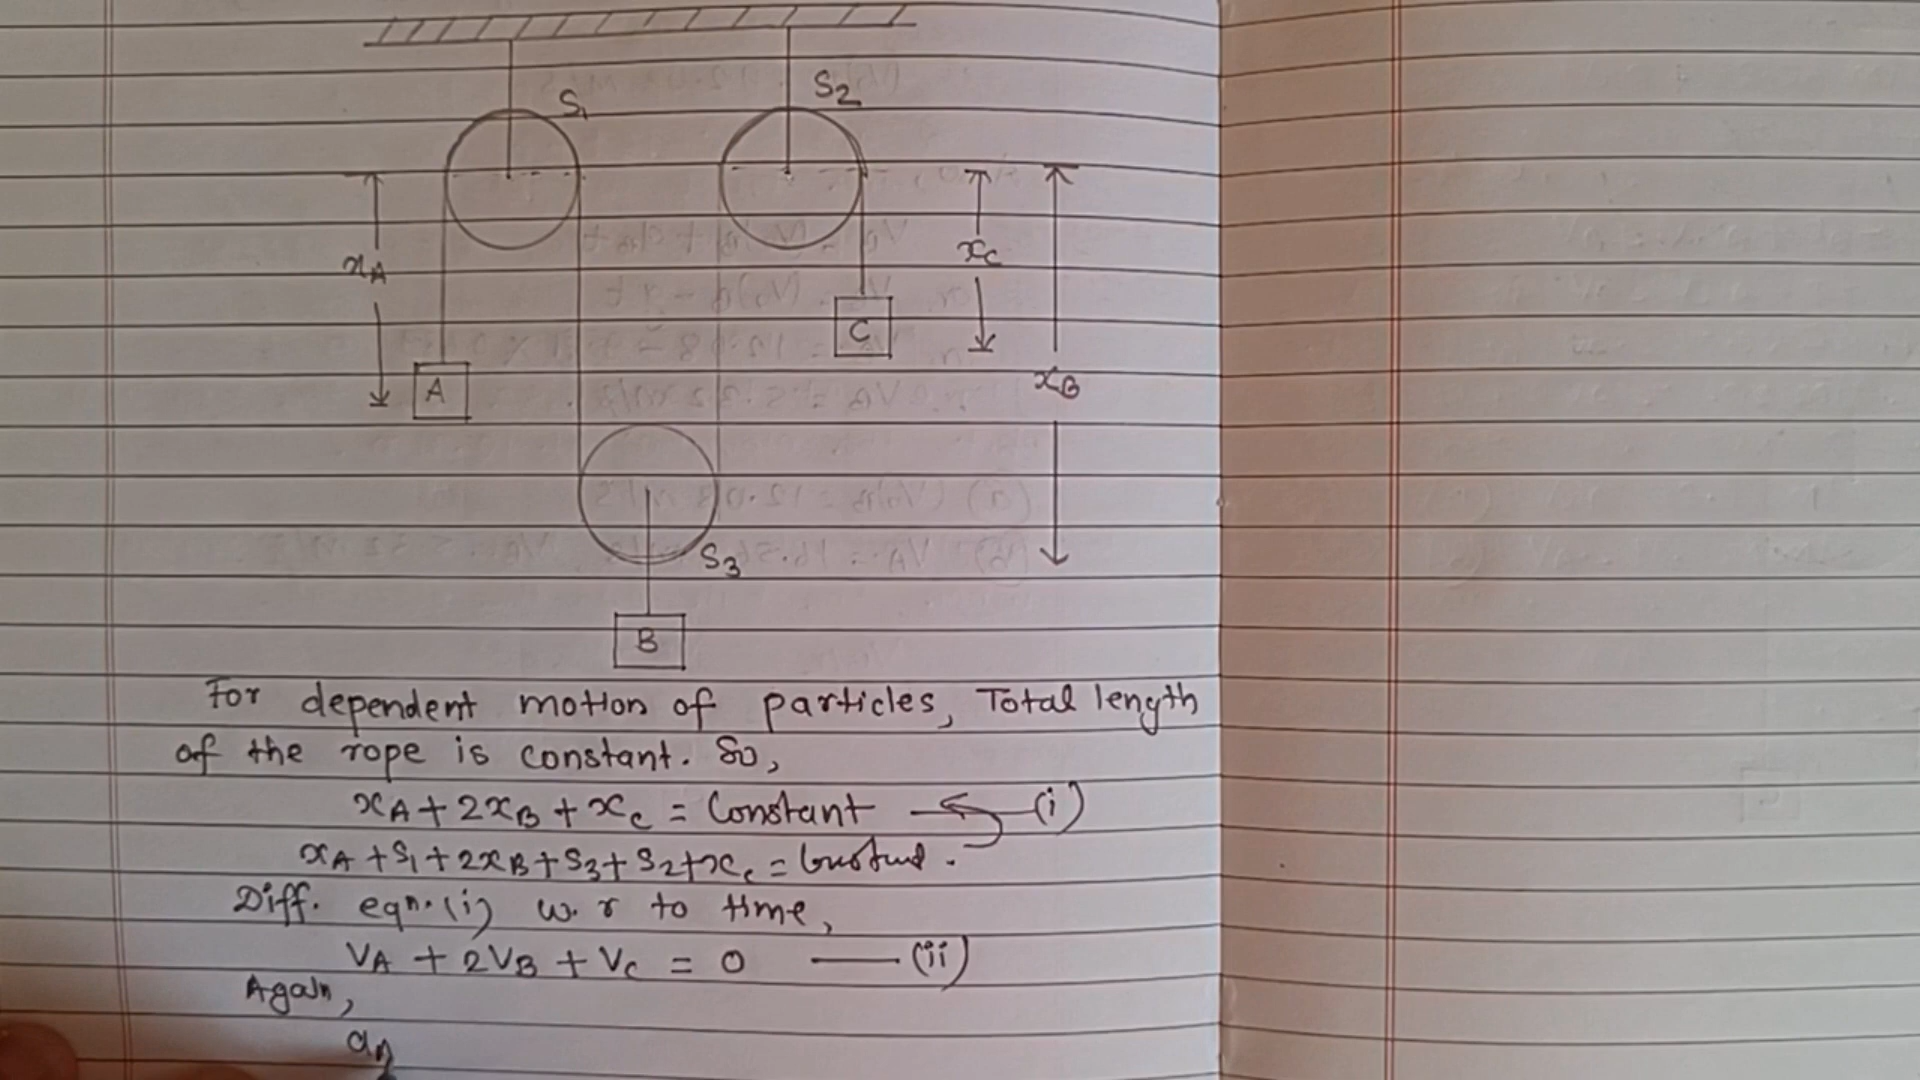 S₁
S₂
xA
xC
C
A
xB
S₃
B
For dependent motion of particles, Total length
of the rope is constant. So,
xA + 2xB + xC = Constant (i)
xA + S₁ + 2xB + S₃ + S₂ + xC =
Diff. eqn. (i) w. r to time,
VA + 2VB + VC = 0 —— (ii)
Again,